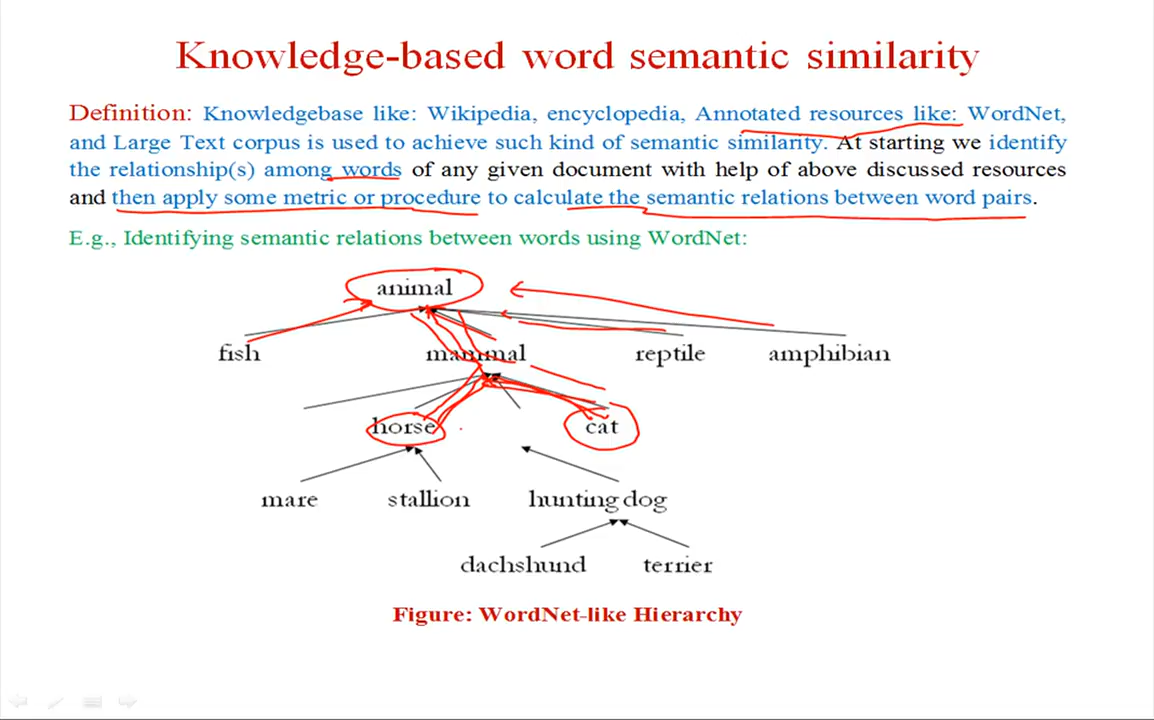 Knowledge-based word semantic similarity
Definition: Knowledgebase like: Wikipedia, encyclopedia, Annotated resources like: WordNet,
and Large Text corpus is used to achieve such kind of semantic similarity. At starting we identify
the relationship(s) among words of any given document with help of above discussed resources
and then apply some metric or procedure to calculate the semantic relations between word pairs.
E.g., Identifying semantic relations between words using WordNet:
animal
fish mammal reptile amphibian
horse cat
mare stallion hunting dog
dachshund terrier
Figure: WordNet-like Hierarchy